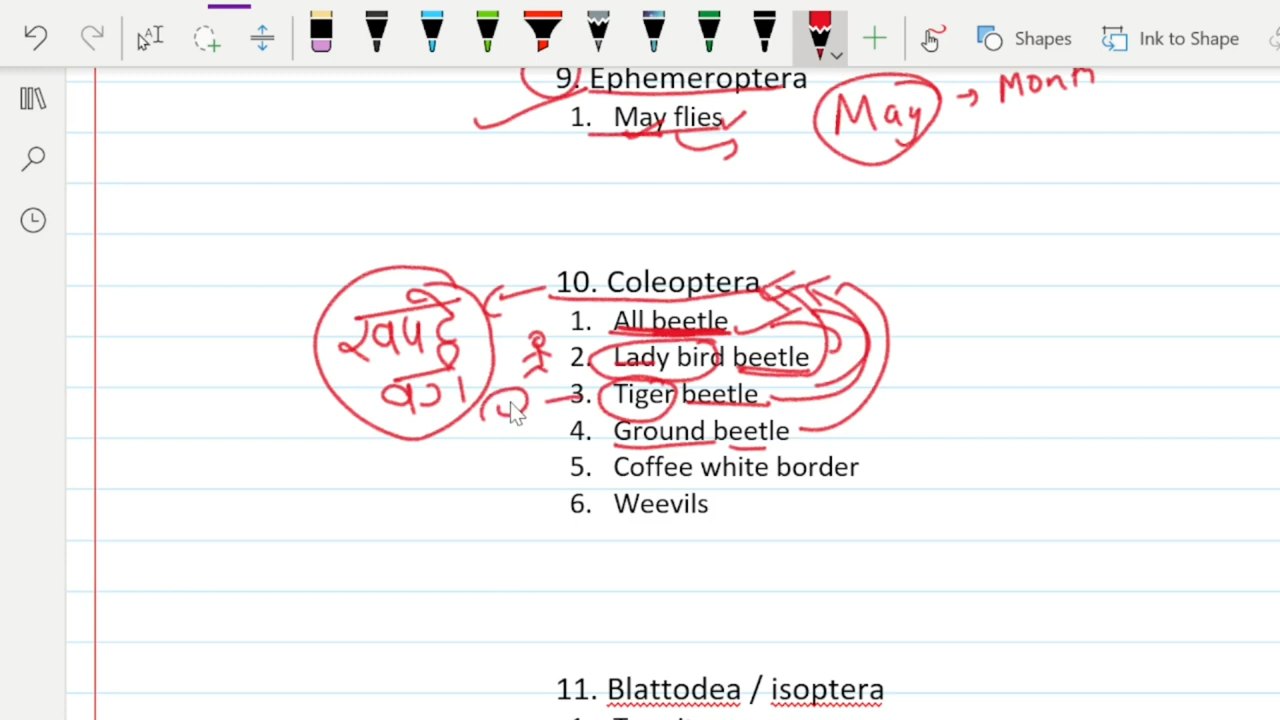 Shapes
Ink to Shape
9. Ephemeroptera
1. May flies
May → Month
10. Coleoptera
1. All beetle
2. Lady bird beetle
3. Tiger beetle
4. Ground beetle
5. Coffee white border
6. Weevils
11. Blattodea / isoptera